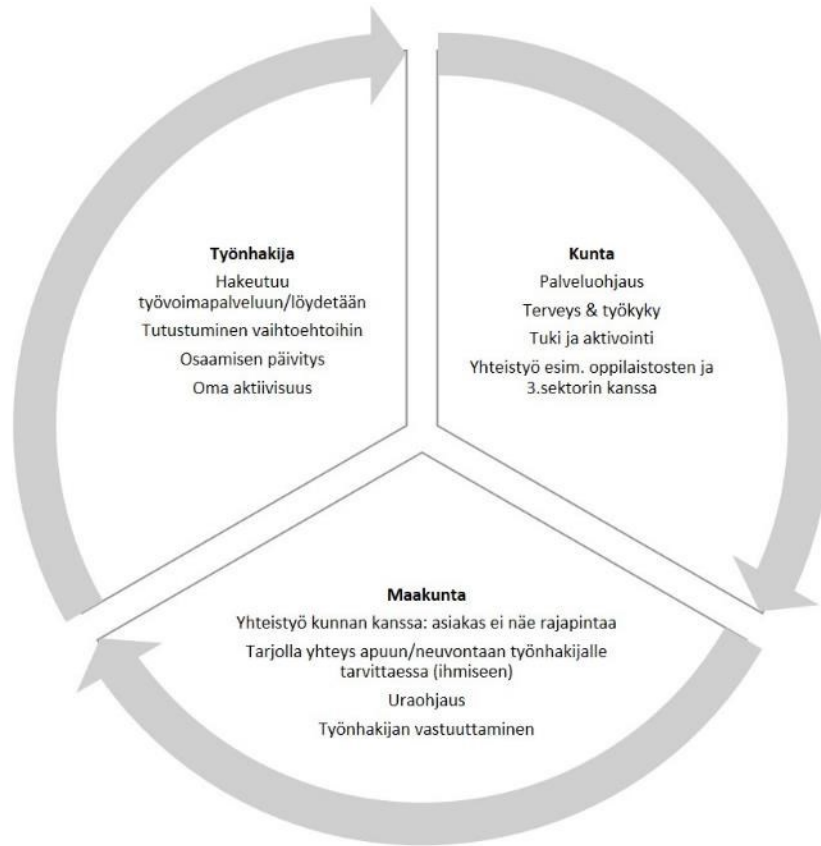 Työnhakija
Hakeutuu
työvoimapalveluun/löydetään
Tutustuminen vaihtoehtoihin
Osaamisen päivitys
Oma aktiivisuus
Kunta
Palveluohjaus
Terveys & työkyky
Tuki ja aktivointi
Yhteistyö esim. oppilaistosten ja
3.sektorin kanssa
Maakunta
Yhteistyö kunnan kanssa: asiakas ei näe rajapintaa
Tarjolla yhteys apuun/neuvontaan työnhakijalle
tarvittaessa (ihmiseen)
Uraohjaus
Työnhakijan vastuuttaminen